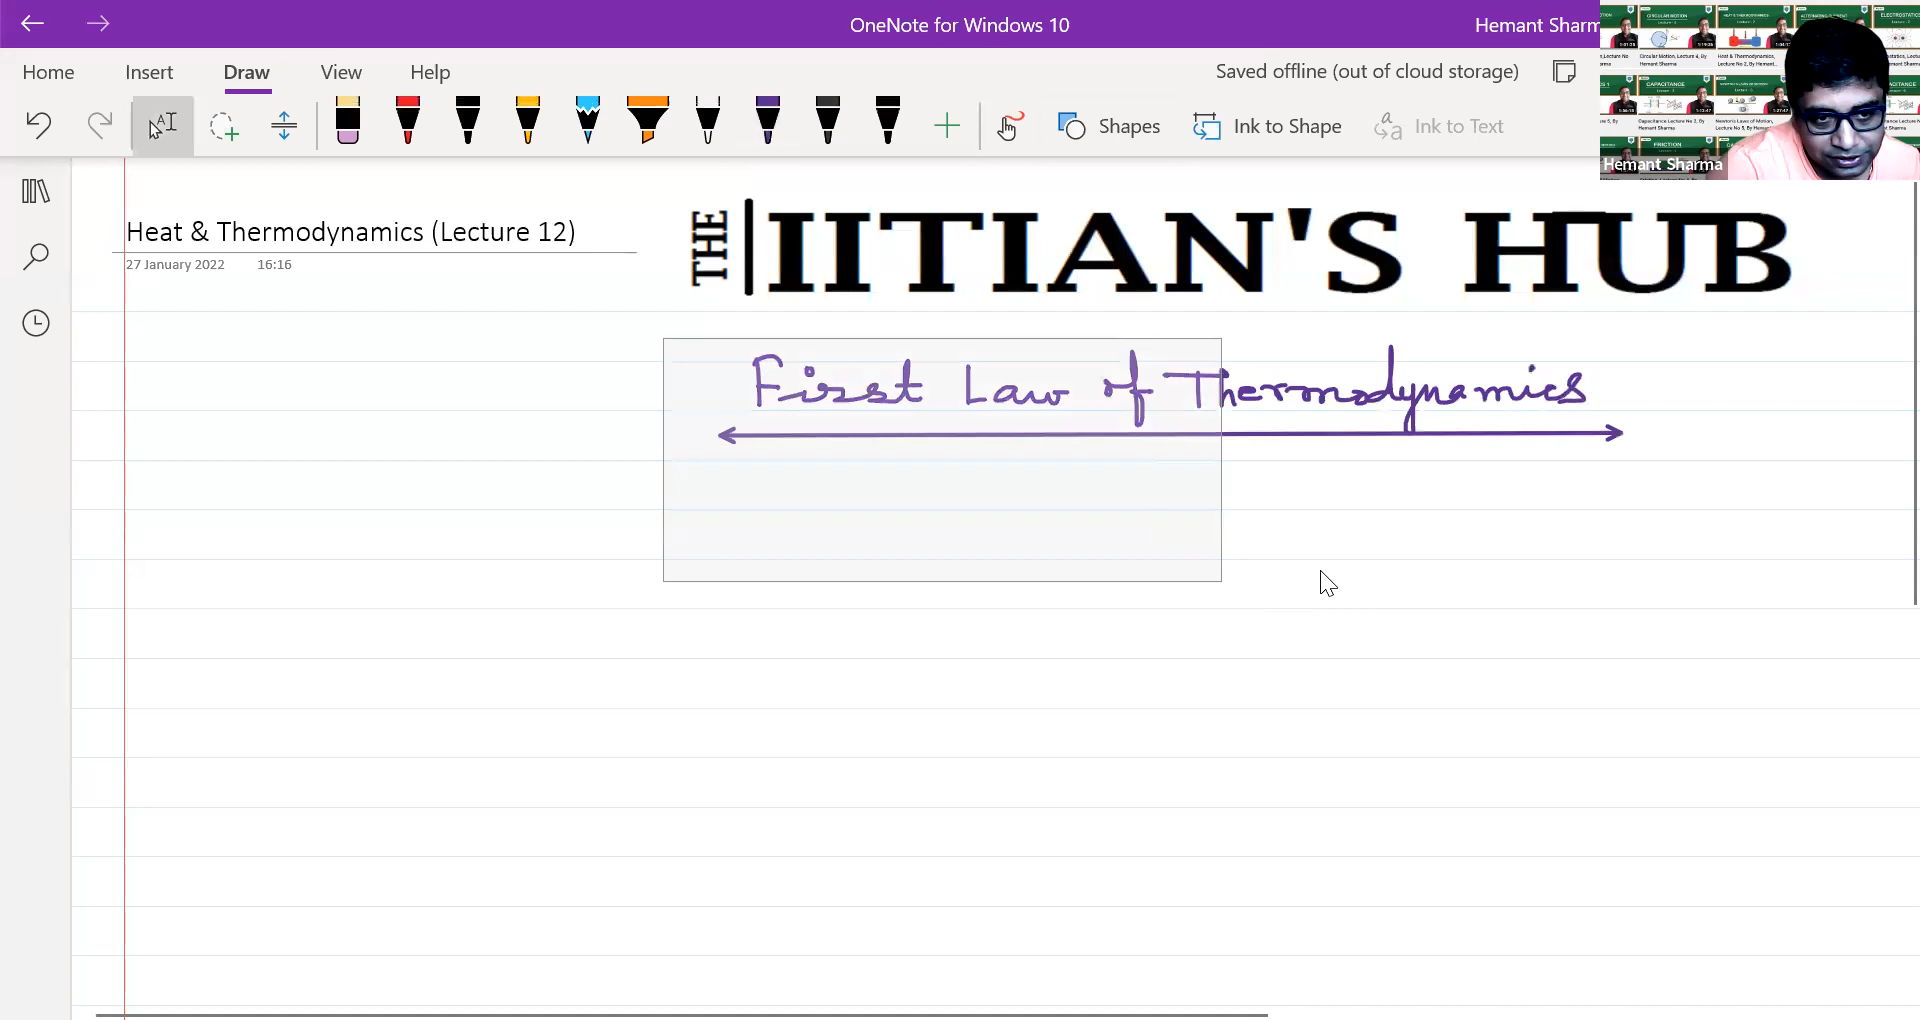 OneNote for Windows 10
Hemant Sharm
Home Insert Draw View Help
Saved offline (out of cloud storage)
Shapes Ink to Shape Ink to Text
Hemant Sharma
Heat & Thermodynamics (Lecture 12)
27 January 2022 16:16
THE IITIAN'S HUB
First Law of Thermodynamics